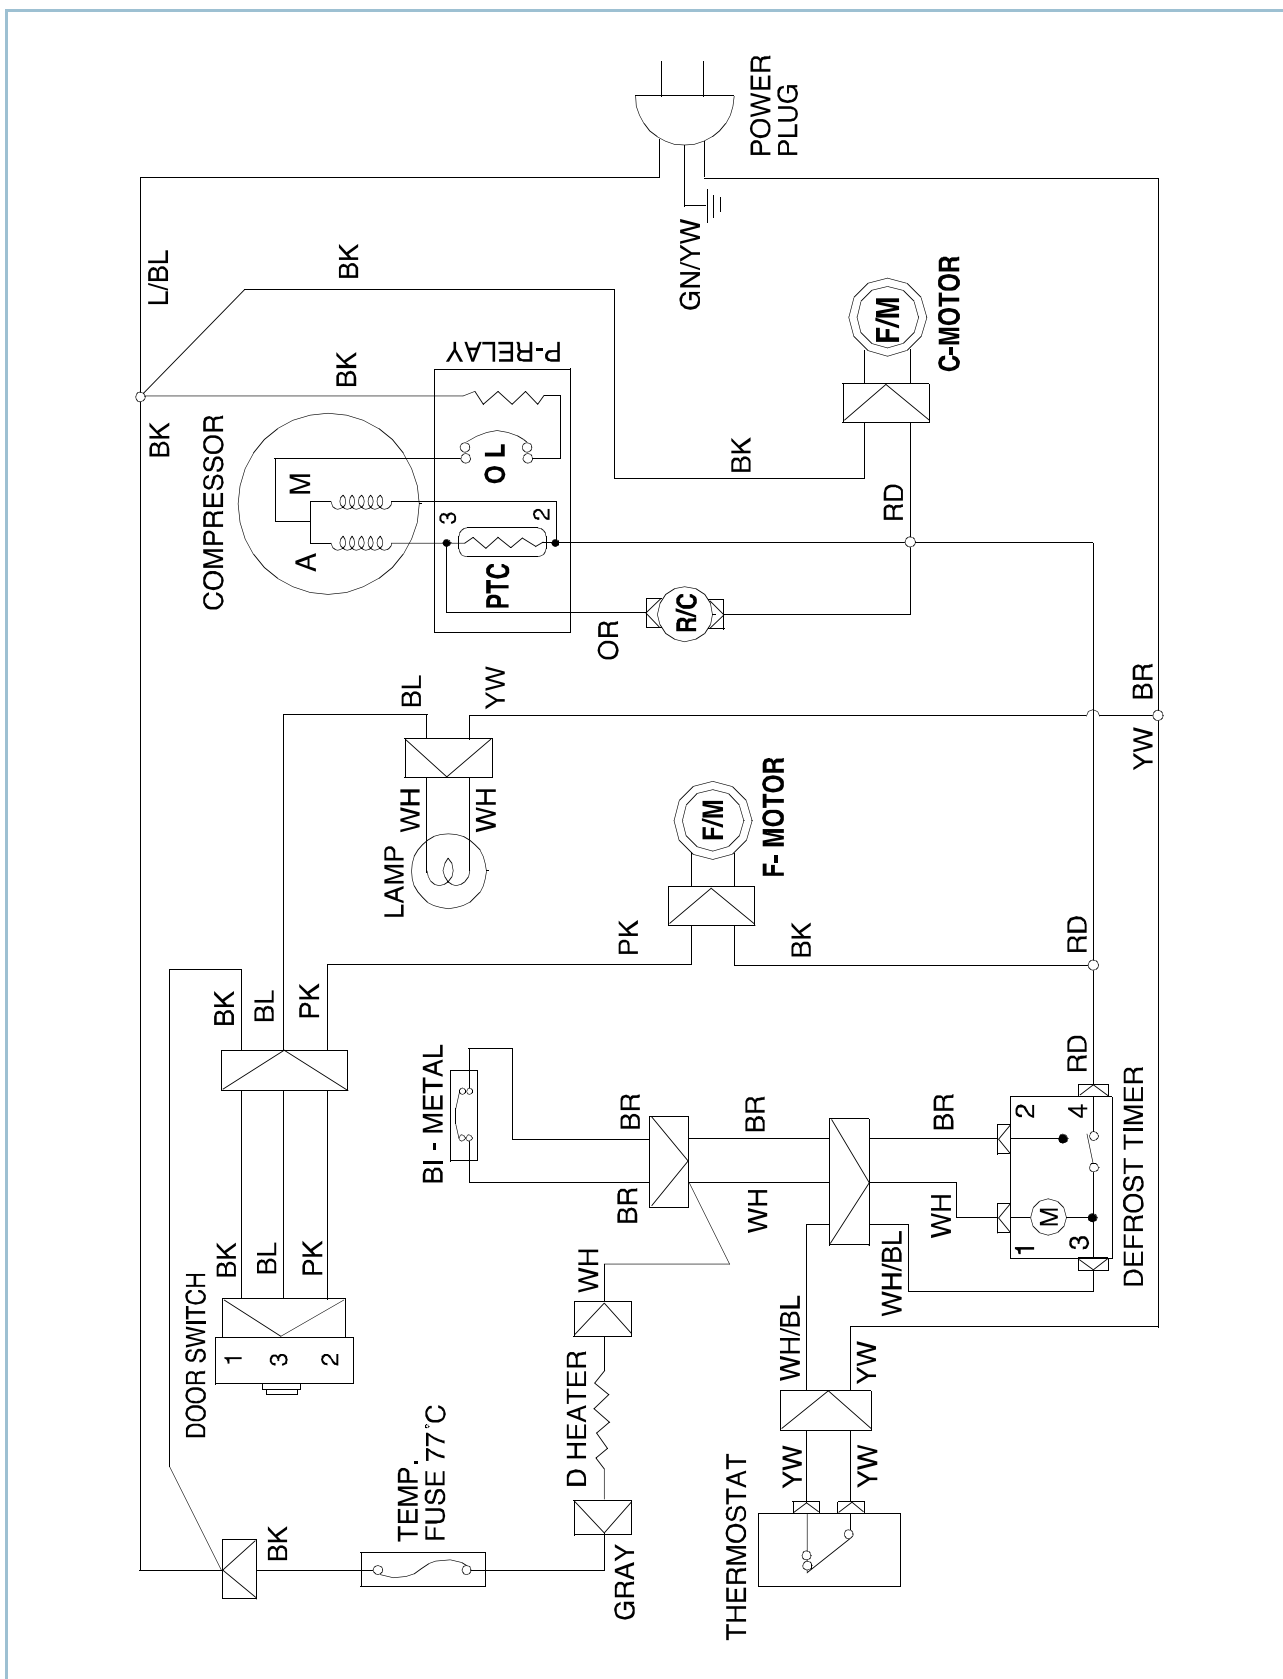 POWER
PLUG
GN/YW
L/BL
BK
BK
BK
P-RELAY
COMPRESSOR
M
A
O L
3
2
PTC
F/M
C-MOTOR
BK
RD
OR
R/C
BL
YW
WH
WH
LAMP
F/M
F- MOTOR
BR
YW
PK
BK
RD
BK
BL
PK
BI - METAL
BR
BR
BR
WH
BR
WH
RD
2
4
M
1
3
DEFROST TIMER
BK
BL
PK
DOOR SWITCH
1
3
2
WH
D HEATER
WH/BL
WH/BL
YW
YW
YW
THERMOSTAT
BK
TEMP.
FUSE 77°C
GRAY